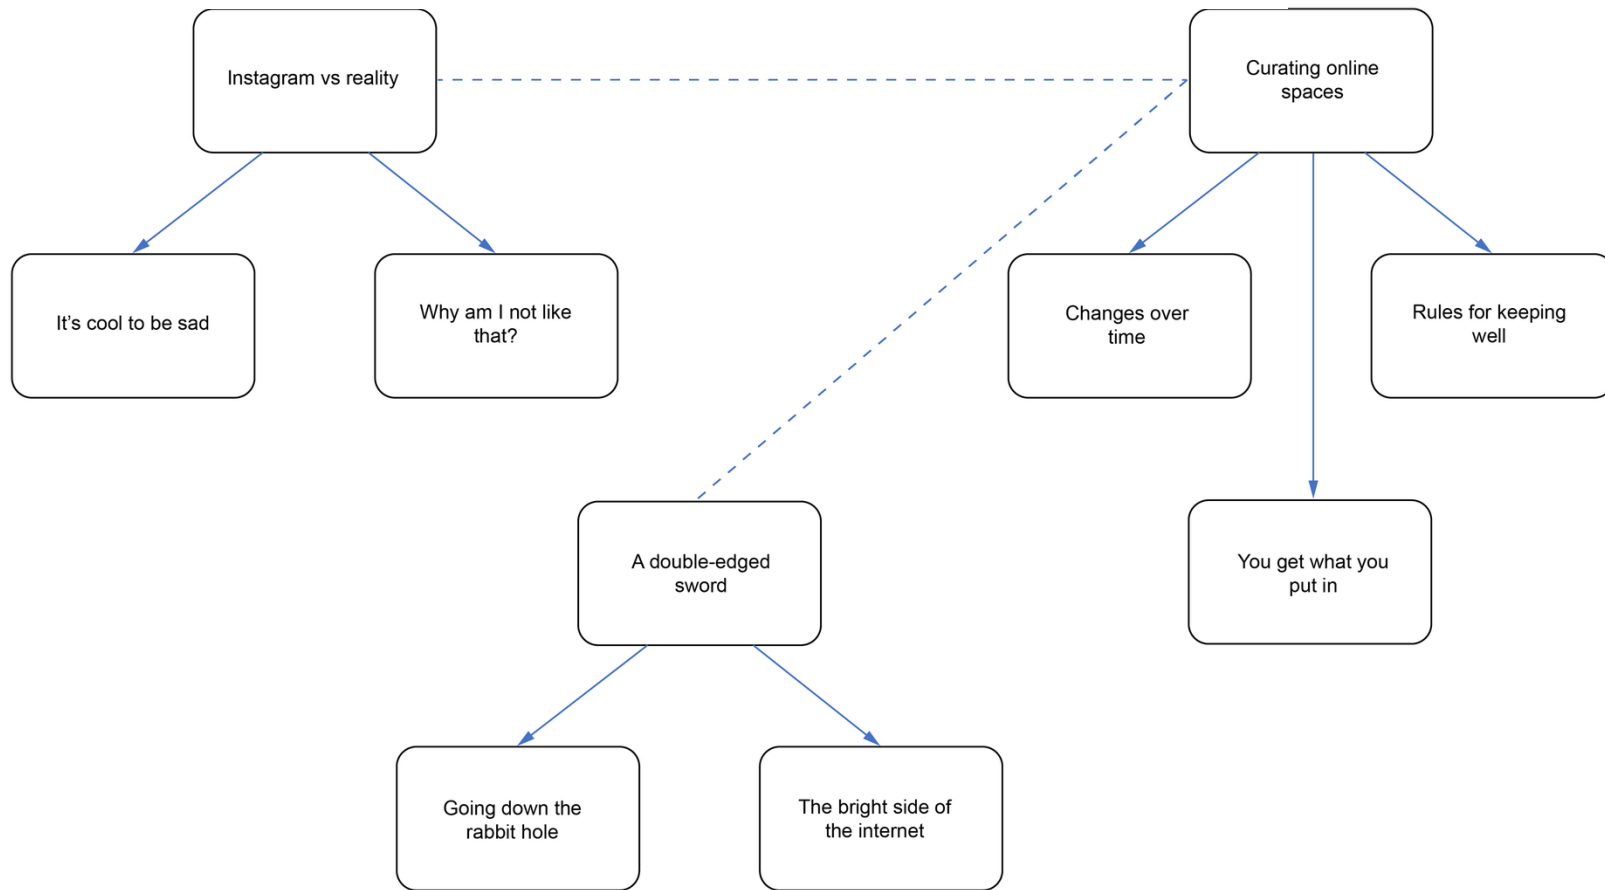 Instagram vs reality
Curating online
spaces
It’s cool to be sad
Why am I not like
that?
Changes over
time
Rules for keeping
well
A double-edged
sword
You get what you
put in
Going down the
rabbit hole
The bright side of
the internet